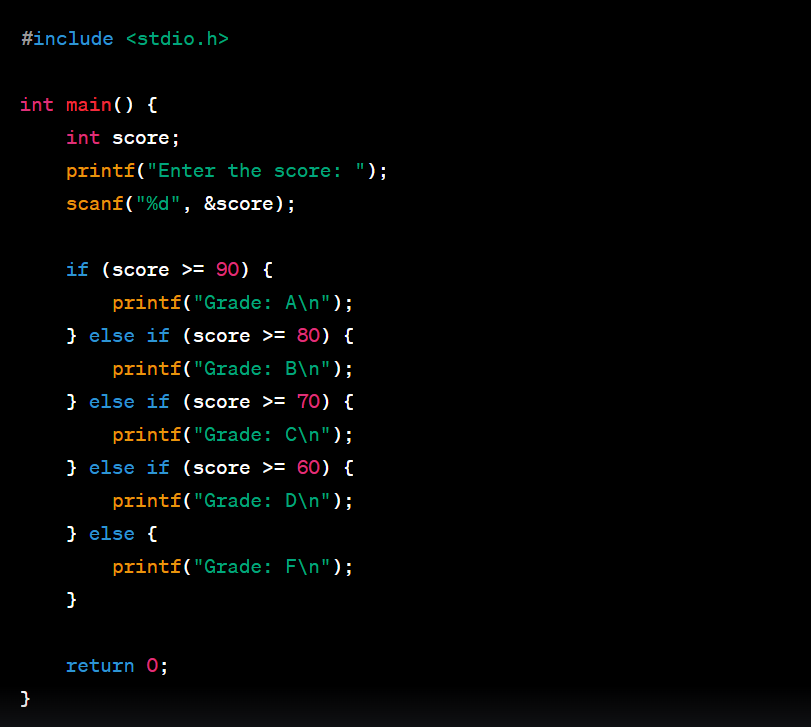 #include <stdio.h>

int main() {
    int score;
    printf("Enter the score: ");
    scanf("%d", &score);

    if (score >= 90) {
        printf("Grade: A\n");
    } else if (score >= 80) {
        printf("Grade: B\n");
    } else if (score >= 70) {
        printf("Grade: C\n");
    } else if (score >= 60) {
        printf("Grade: D\n");
    } else {
        printf("Grade: F\n");
    }

    return 0;
}